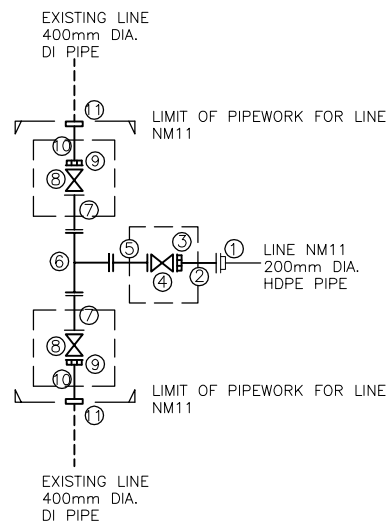 EXISTING LINE
400mm DIA.
DI PIPE
11
LIMIT OF PIPEWORK FOR LINE
NM11
10
9
8
7
5
3
1
6
4
2
LINE NM11
200mm DIA.
HDPE PIPE
7
8
9
10
11
LIMIT OF PIPEWORK FOR LINE
NM11
EXISTING LINE
400mm DIA.
DI PIPE